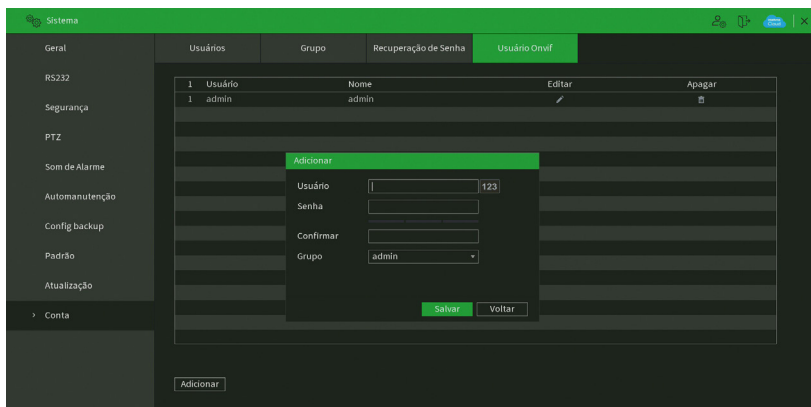 Sistema
Geral
RS232
Segurança
PTZ
Som de Alarme
Automanutenção
Config backup
Padrão
Atualização
> Conta
Usuários Grupo Recuperação de Senha Usuário Onvif
1 Usuário Nome Editar Apagar
1 admin admin
Adicionar
Usuário 123
Senha
Confirmar
Grupo admin
Salvar Voltar
Adicionar